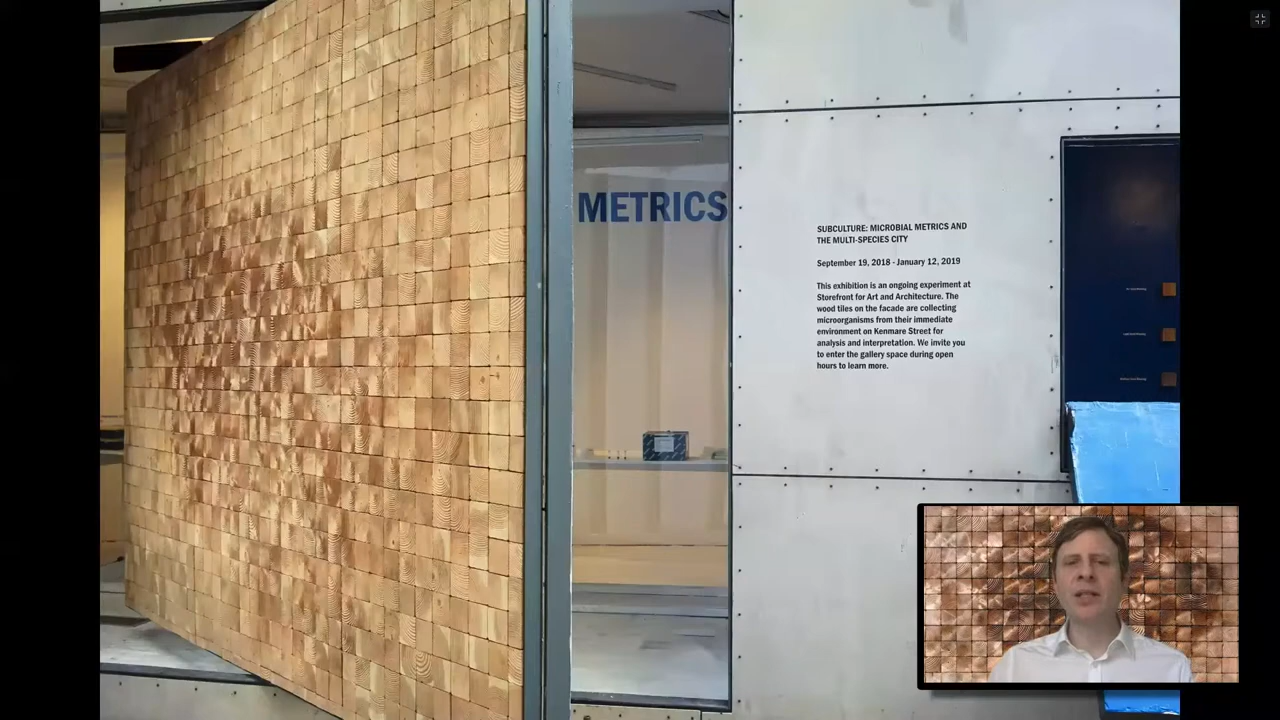 METRICS
SUBCULTURE: MICROBIAL METRICS AND
THE MULTI-SPECIES CITY
September 19, 2018 - January 12, 2019
This exhibition is an ongoing experiment at
Storefront for Art and Architecture. The
wood tiles on the facade are collecting
microorganisms from their immediate
environment on Kenmare Street for
analysis and interpretation. We invite you
to enter the gallery space during open
hours to learn more.